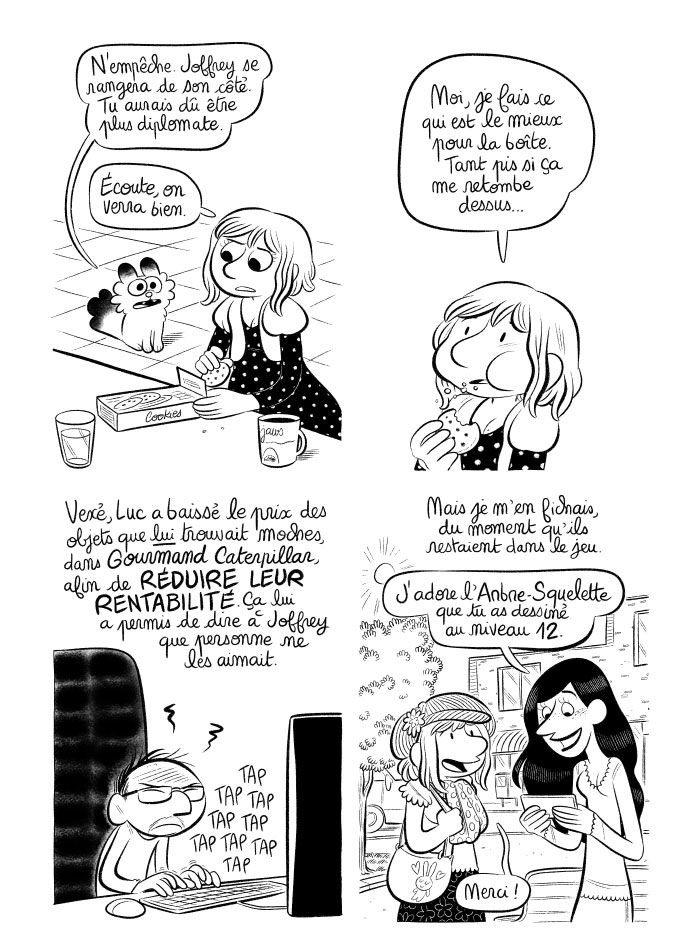 N'empêche. Joffrey se
rangera de son côté.
Tu aurais dû être
plus diplomate.
Écoute, on
verra bien.
Cookies
jaws
Moi, je fais ce
qui est le mieux
pour la boîte.
Tant pis si ça
me retombe
dessus...
Vexé, Luc a baissé le prix des
objets que lui trouvait moches,
dans Gourmand Caterpillar,
afin de RÉDUIRE LEUR
RENTABILITÉ. Ça lui
a permis de dire à Joffrey
que personne ne
les aimait.
TAP
TAP TAP
TAP TAP
TAP TAP TAP
TAP
Mais je m'en fichais,
du moment qu'ils
restaient dans le jeu.
J'adore l'Arbre-Squelette
que tu as dessiné
au niveau 12.
Merci !